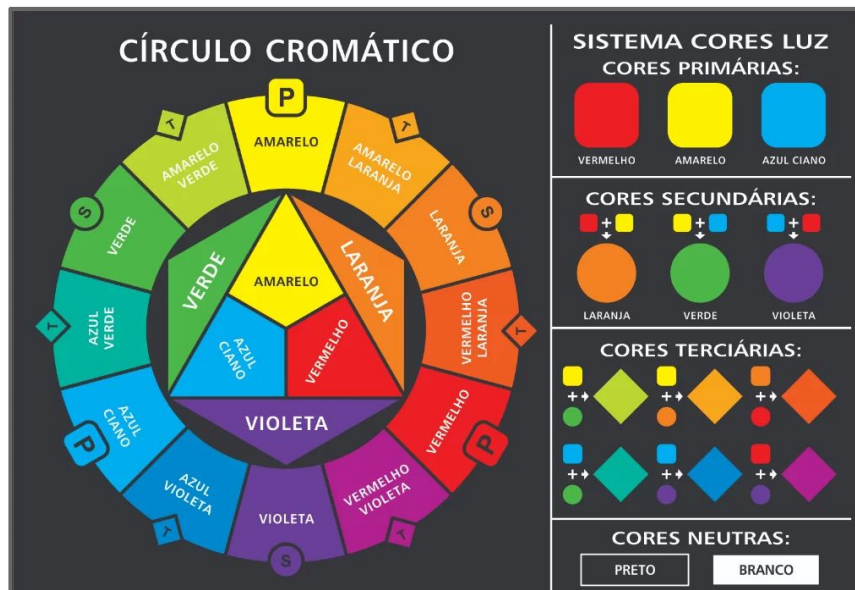 CÍRCULO CROMÁTICO
P
AMARELO
T
AMARELO
LARANJA
S
LARANJA
T
VERMELHO
LARANJA
P
VERMELHO
T
VERMELHO
VIOLETA
S
VIOLETA
T
AZUL
VIOLETA
P
AZUL
CIANO
T
AZUL
VERDE
S
VERDE
T
AMARELO
VERDE
VERDE
LARANJA
AMARELO
AZUL
CIANO
VERMELHO
VIOLETA
SISTEMA CORES LUZ
CORES PRIMÁRIAS:
VERMELHO
AMARELO
AZUL CIANO
CORES SECUNDÁRIAS:
+ + +
LARANJA
VERDE
VIOLETA
CORES TERCIÁRIAS:
+ + +
+ + +
CORES NEUTRAS:
PRETO
BRANCO